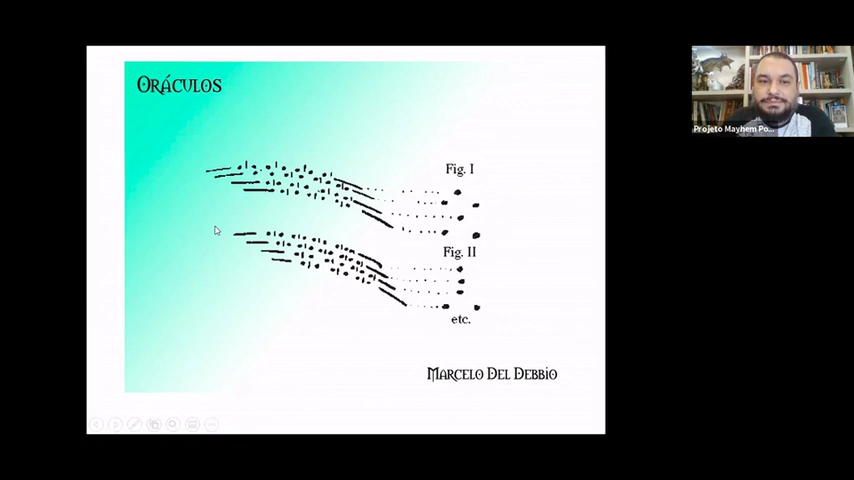 Oráculos
Fig. I
Fig. II
etc.
Marcelo Del Debbio
Projeto Mayhem Po...